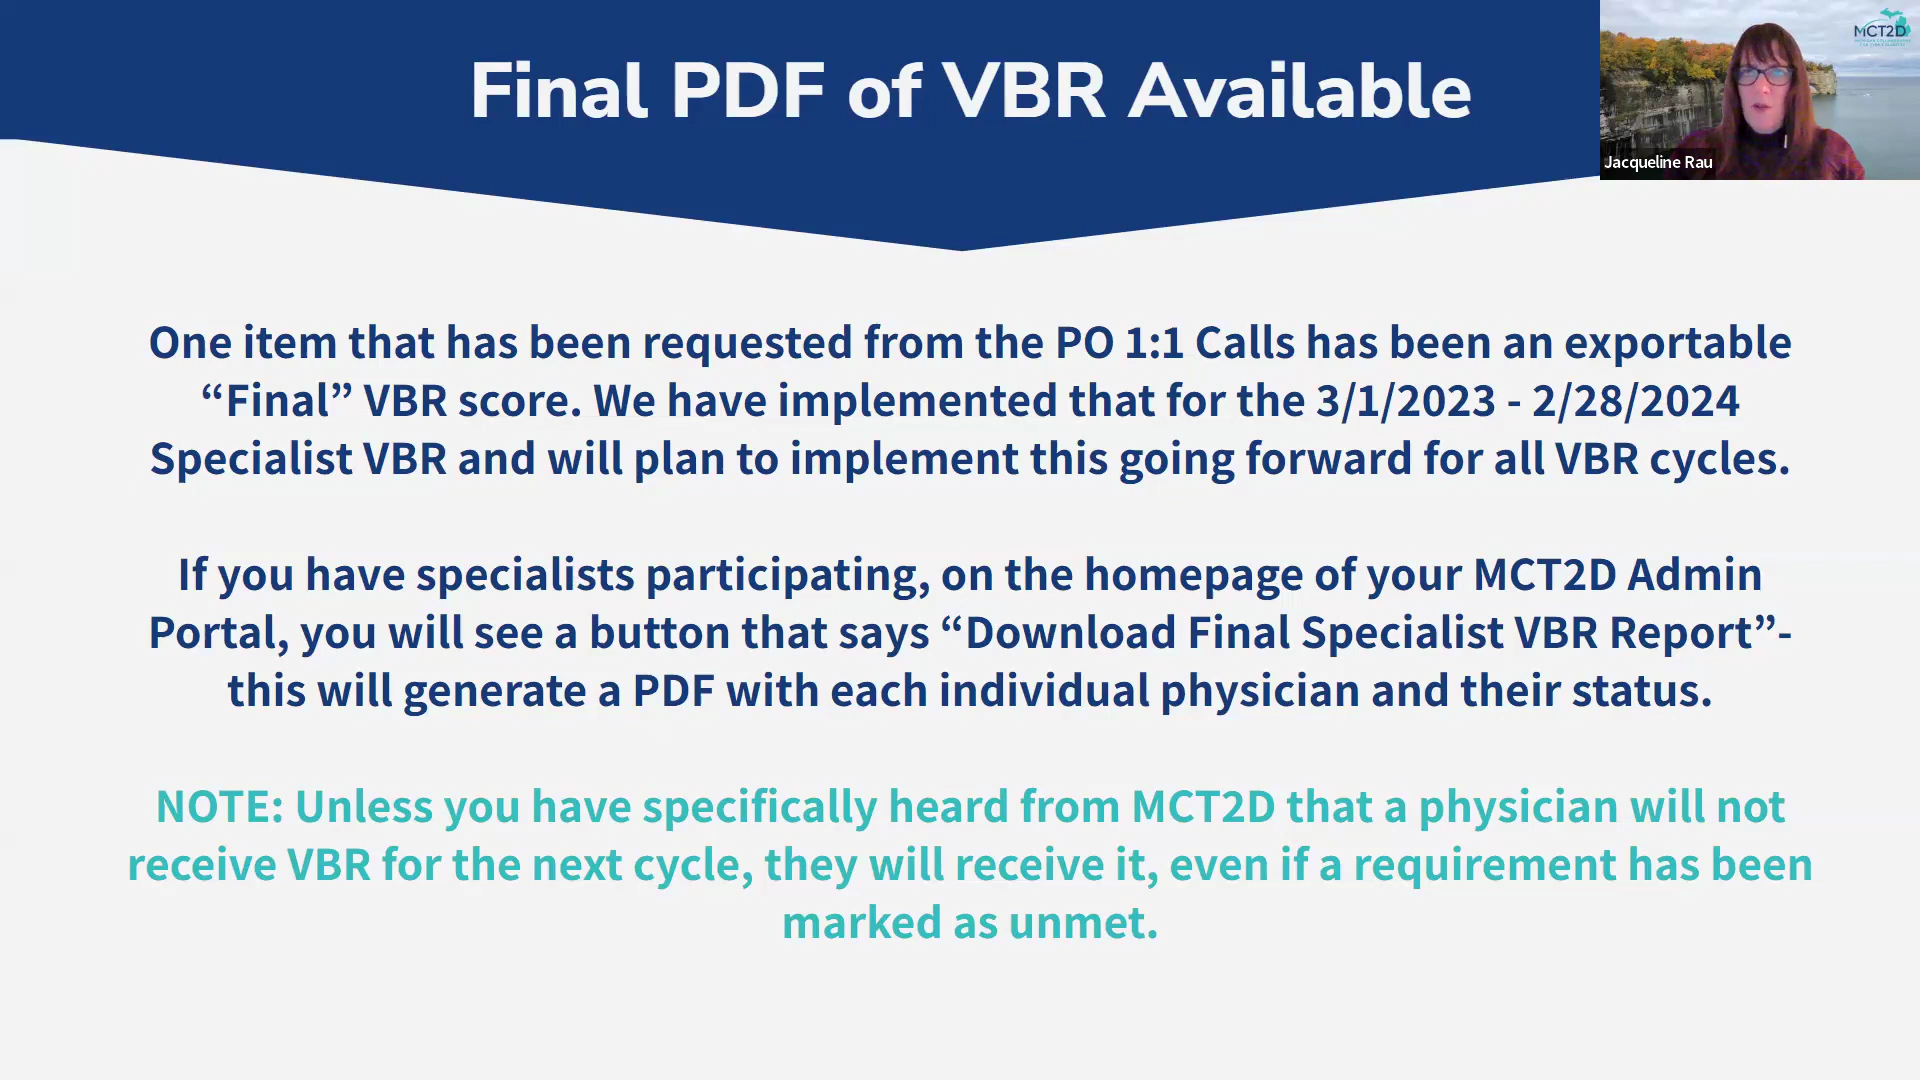 Final PDF of VBR Available
MCT2D
Jacqueline Rau
One item that has been requested from the PO 1:1 Calls has been an exportable
“Final” VBR score. We have implemented that for the 3/1/2023 - 2/28/2024
Specialist VBR and will plan to implement this going forward for all VBR cycles.
If you have specialists participating, on the homepage of your MCT2D Admin
Portal, you will see a button that says “Download Final Specialist VBR Report”-
this will generate a PDF with each individual physician and their status.
NOTE: Unless you have specifically heard from MCT2D that a physician will not
receive VBR for the next cycle, they will receive it, even if a requirement has been
marked as unmet.